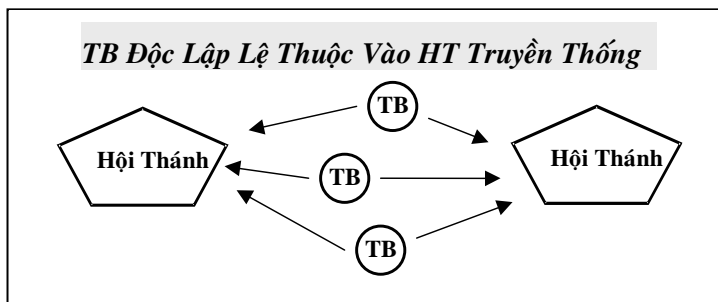 TB Độc Lập Lệ Thuộc Vào HT Truyền Thống
TB
Hội Thánh
Hội Thánh
TB
TB